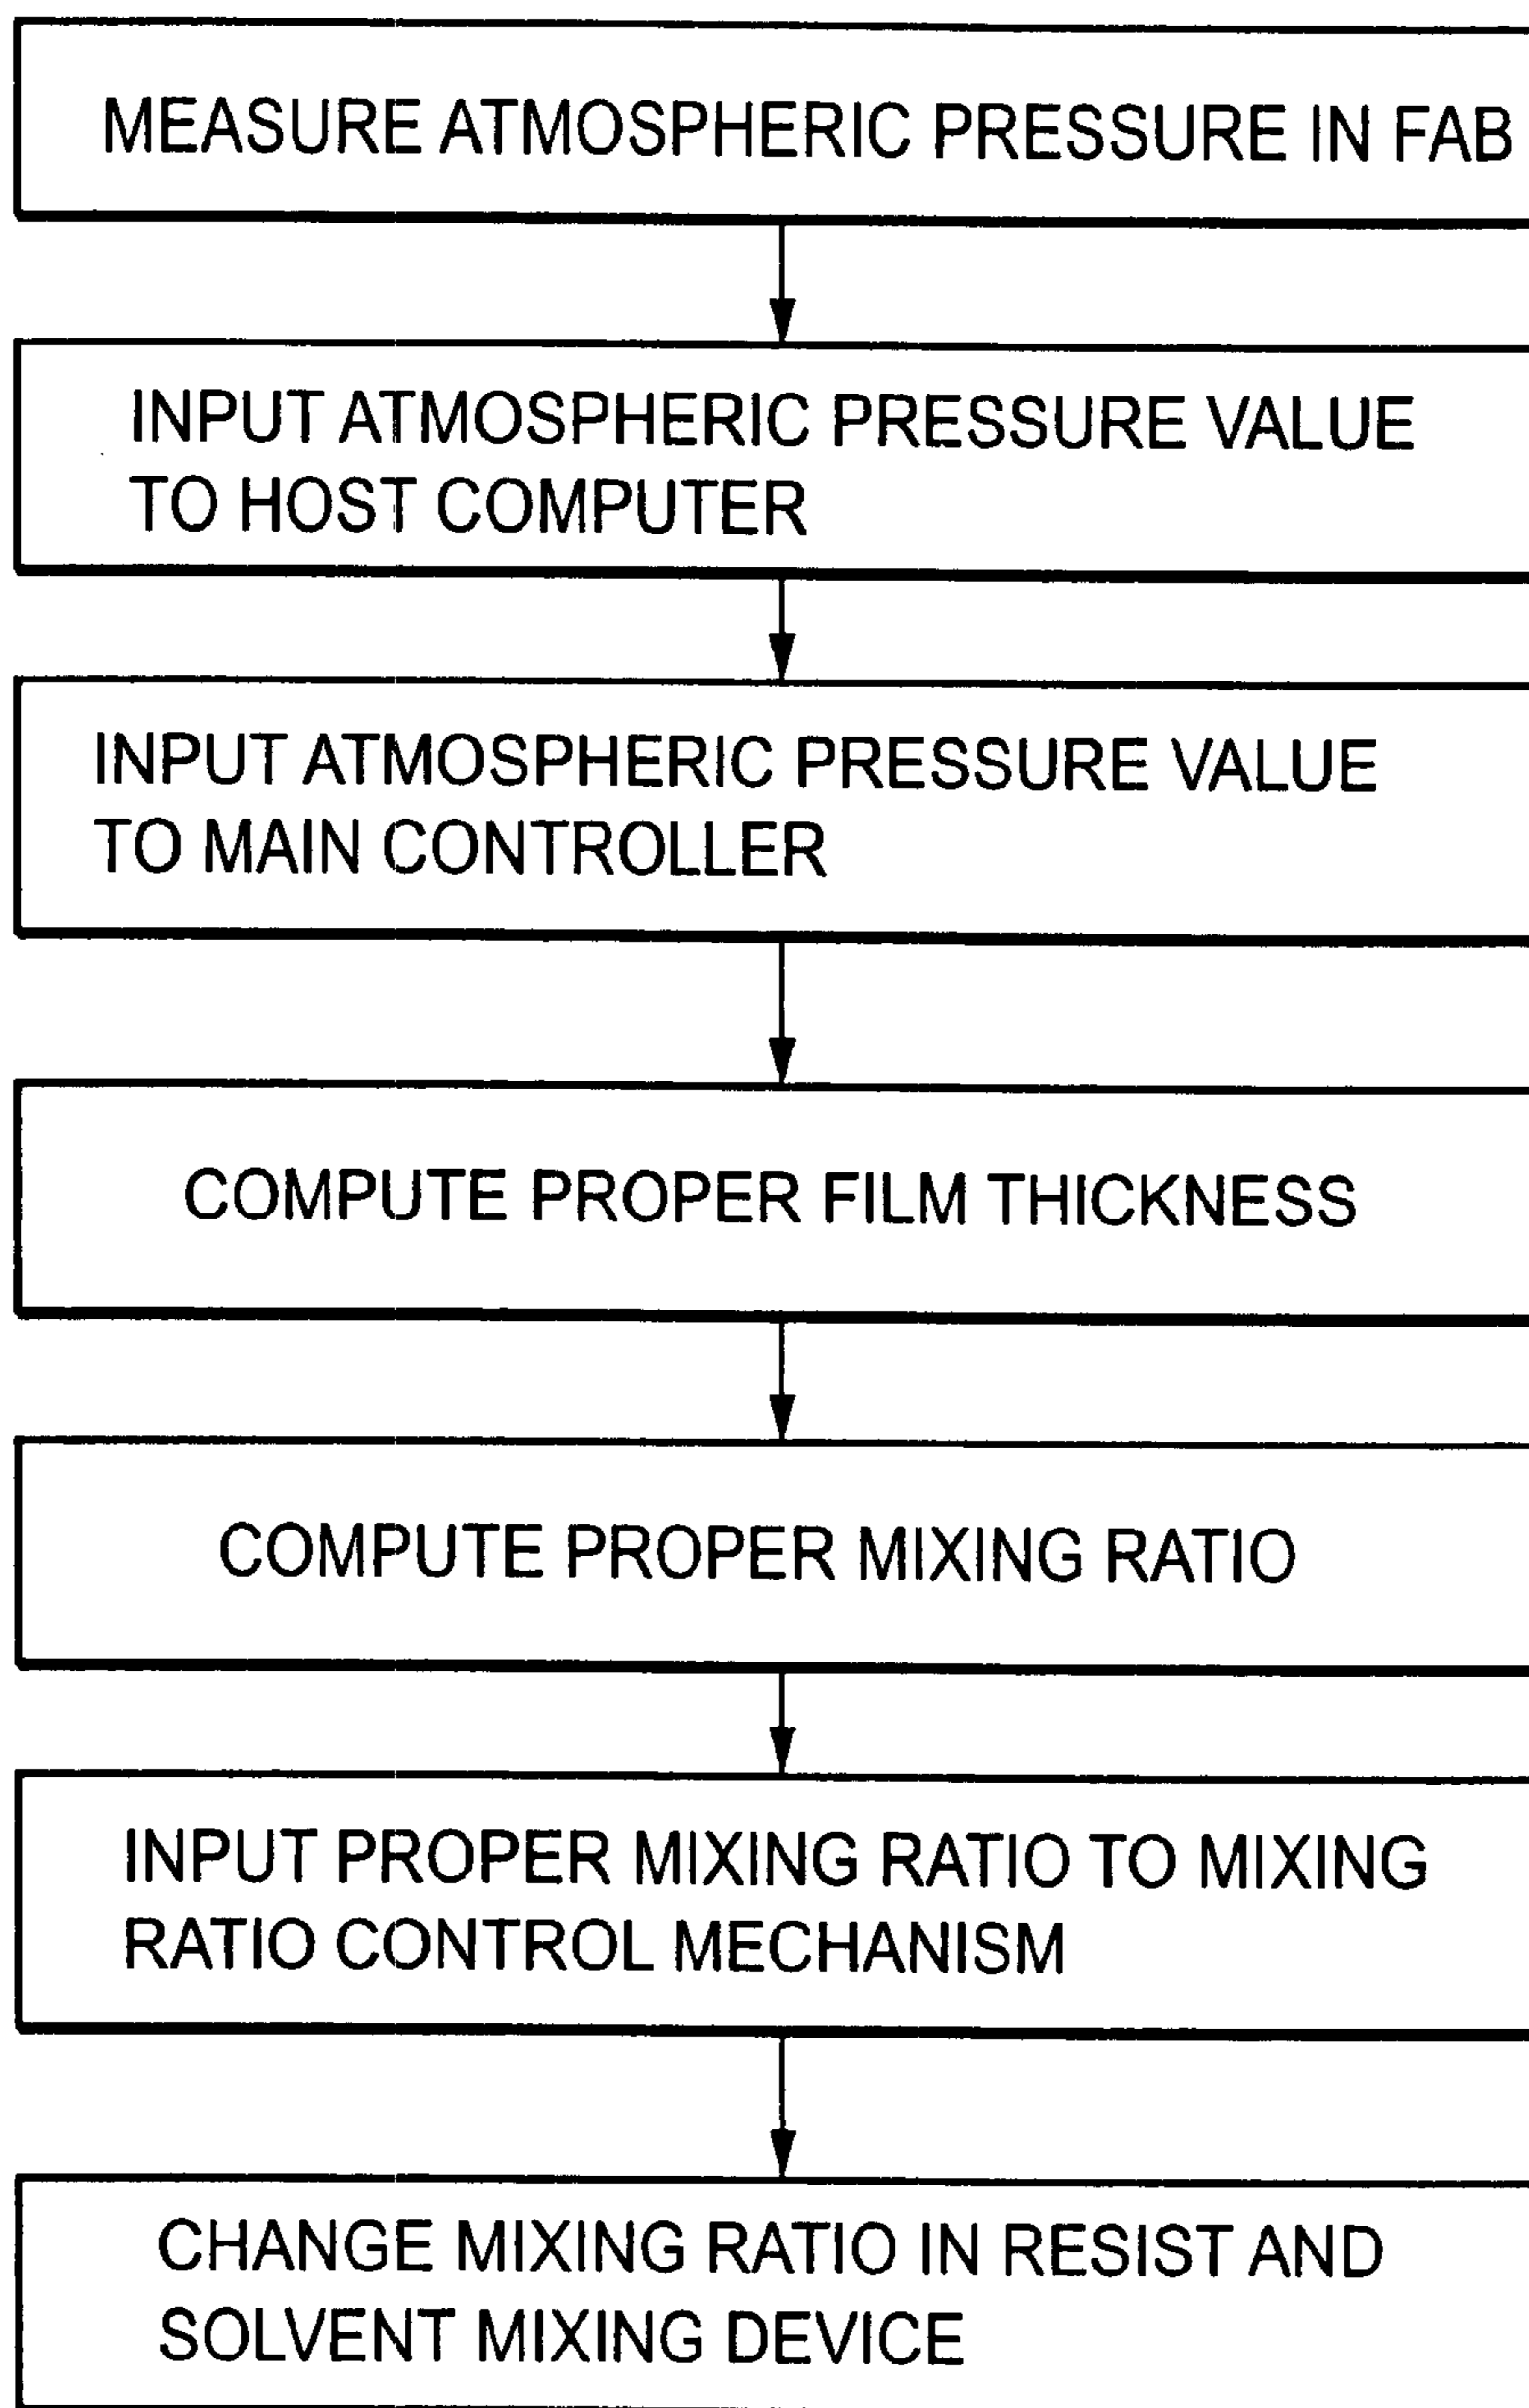 MEASURE ATMOSPHERIC PRESSURE IN FAB
INPUT ATMOSPHERIC PRESSURE VALUE
TO HOST COMPUTER
INPUT ATMOSPHERIC PRESSURE VALUE
TO MAIN CONTROLLER
COMPUTE PROPER FILM THICKNESS
COMPUTE PROPER MIXING RATIO
INPUT PROPER MIXING RATIO TO MIXING
RATIO CONTROL MECHANISM
CHANGE MIXING RATIO IN RESIST AND
SOLVENT MIXING DEVICE